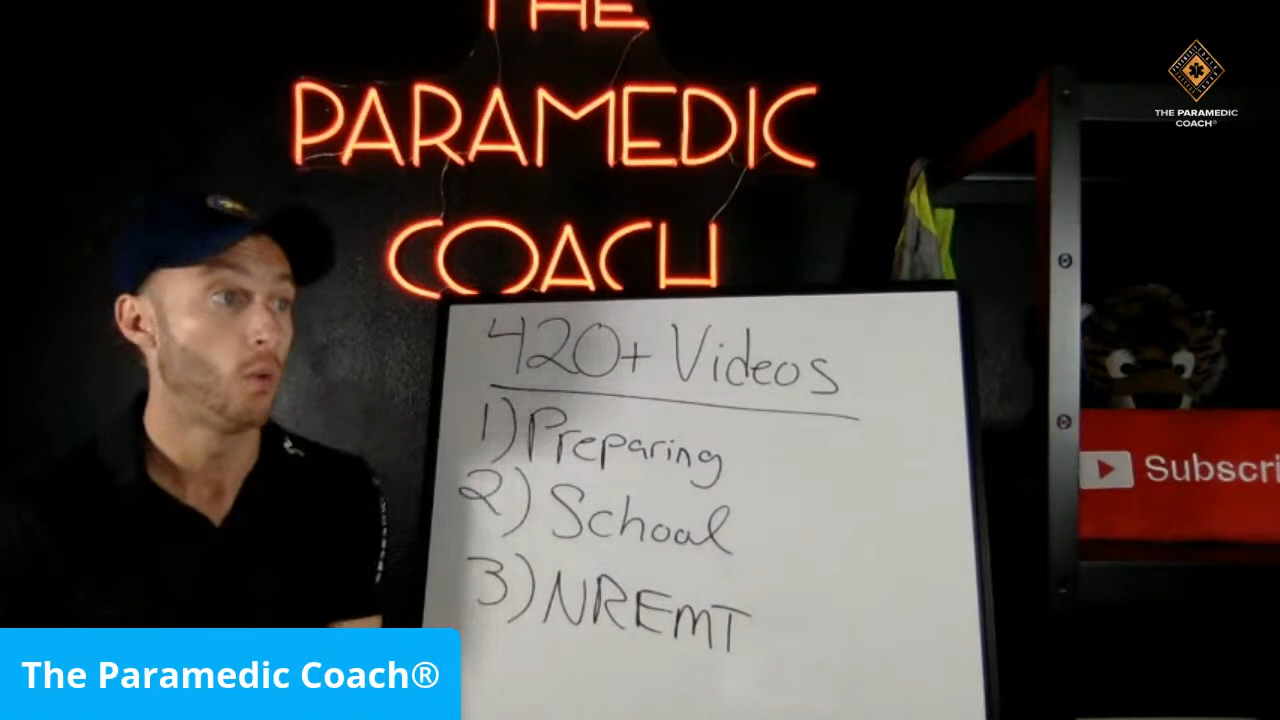 THE
PARAMEDIC
COACH
THE PARAMEDIC
COACH®
420+ Videos
1) Preparing
2) School
3) NREMT
Subscri
The Paramedic Coach®